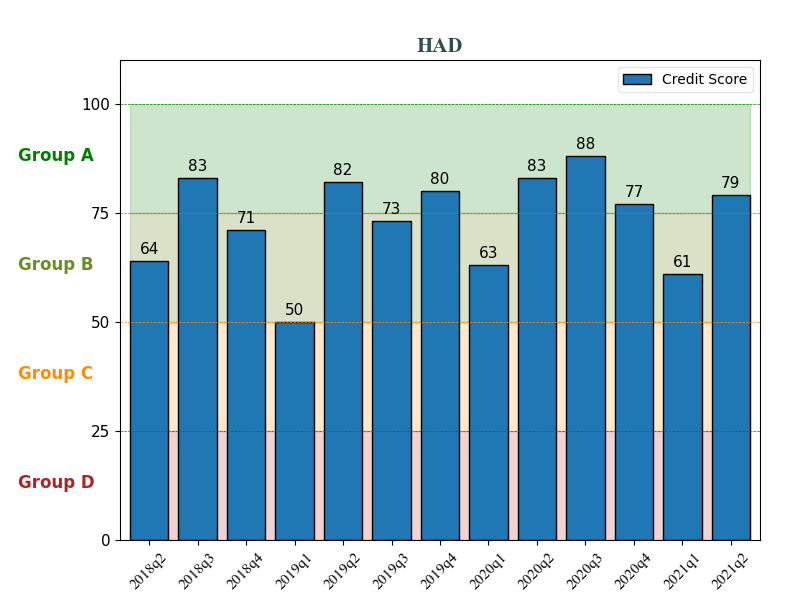 HAD
Credit Score
100
Group A
75
Group B
50
Group C
25
Group D
0
64
83
71
50
82
73
80
63
83
88
77
61
79
2018q2
2018q3
2018q4
2019q1
2019q2
2019q3
2019q4
2020q1
2020q2
2020q3
2020q4
2021q1
2021q2